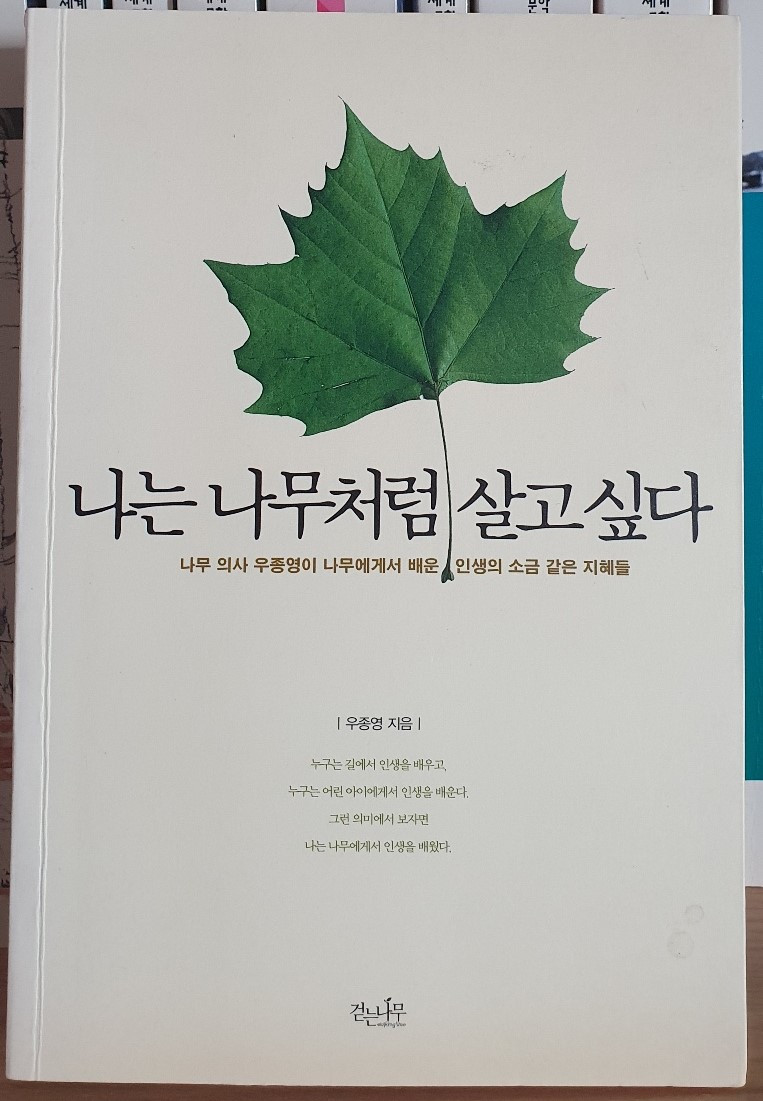 나는 나무처럼 살고 싶다
나무 의사 우종영이 나무에게서 배운 인생의 소금 같은 지혜들
| 우종영 지음 |
누구는 길에서 인생을 배우고,
누구는 어린 아이에게서 인생을 배운다.
그런 의미에서 보자면
나는 나무에게서 인생을 배웠다.
걷는나무
walking tree